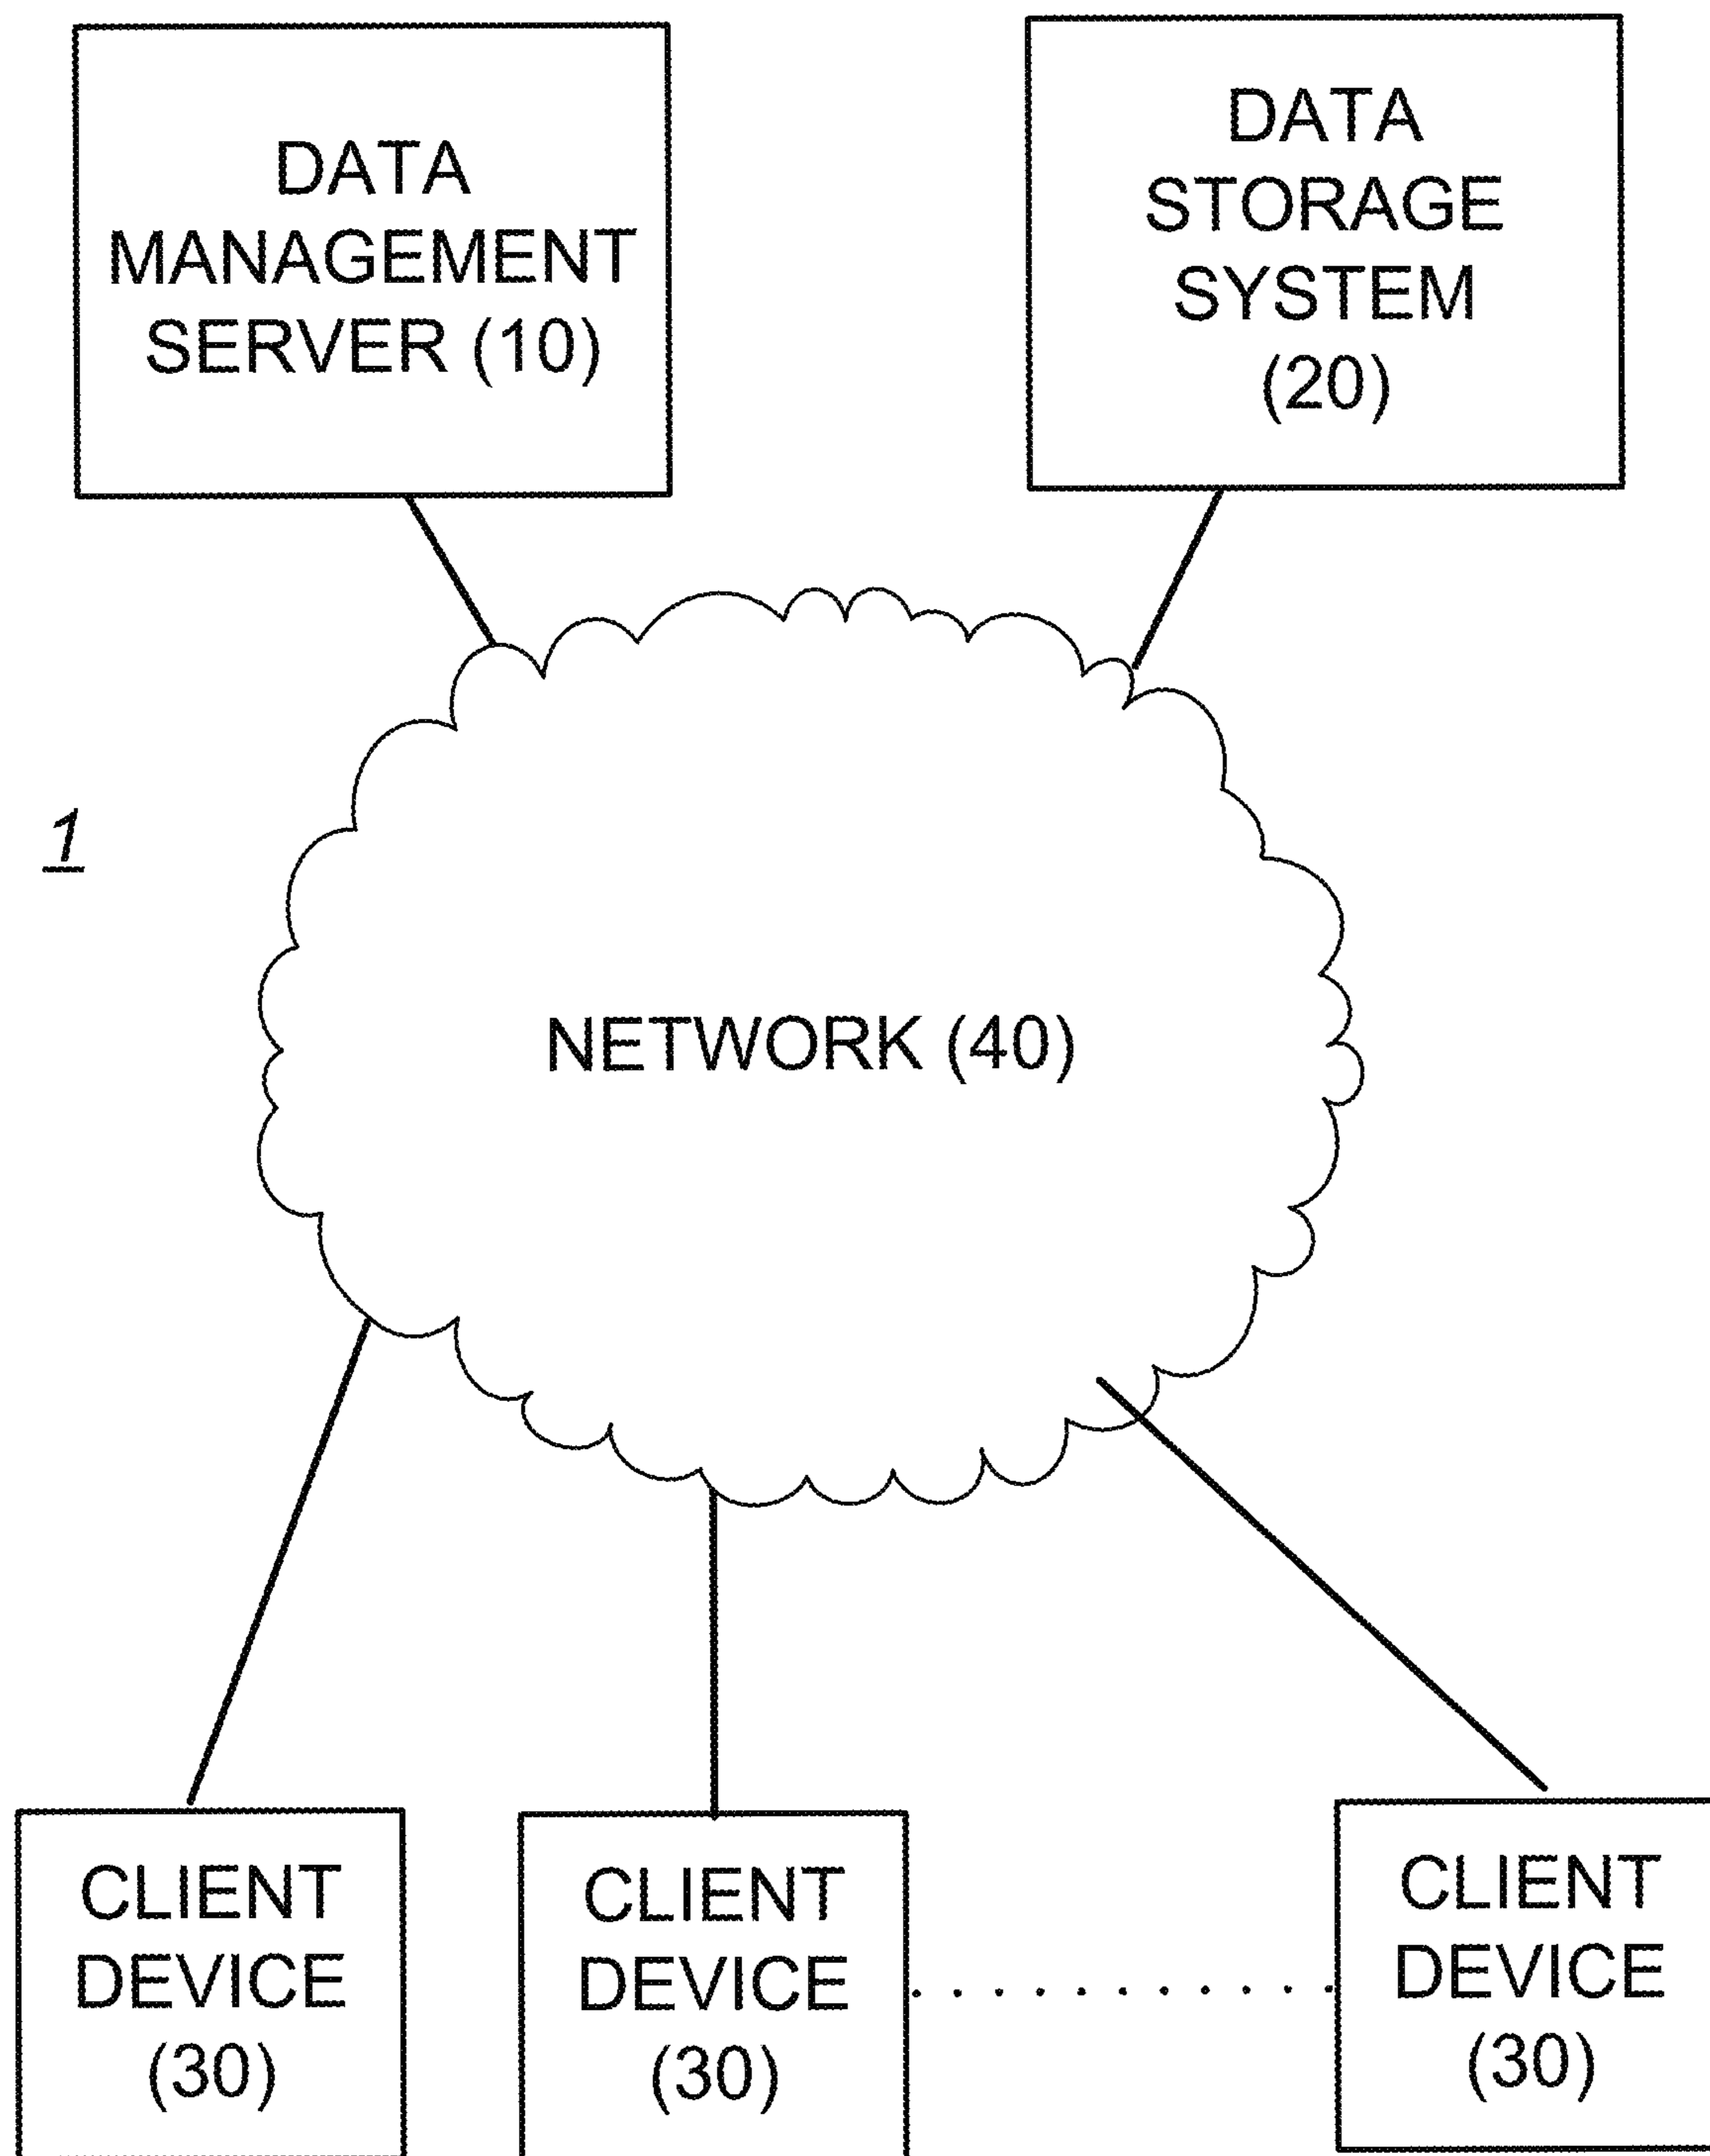 DATA
MANAGEMENT
SERVER (10)
DATA
STORAGE
SYSTEM
(20)
1
NETWORK (40)
CLIENT
DEVICE
(30)
CLIENT
DEVICE
(30)
CLIENT
DEVICE
(30)